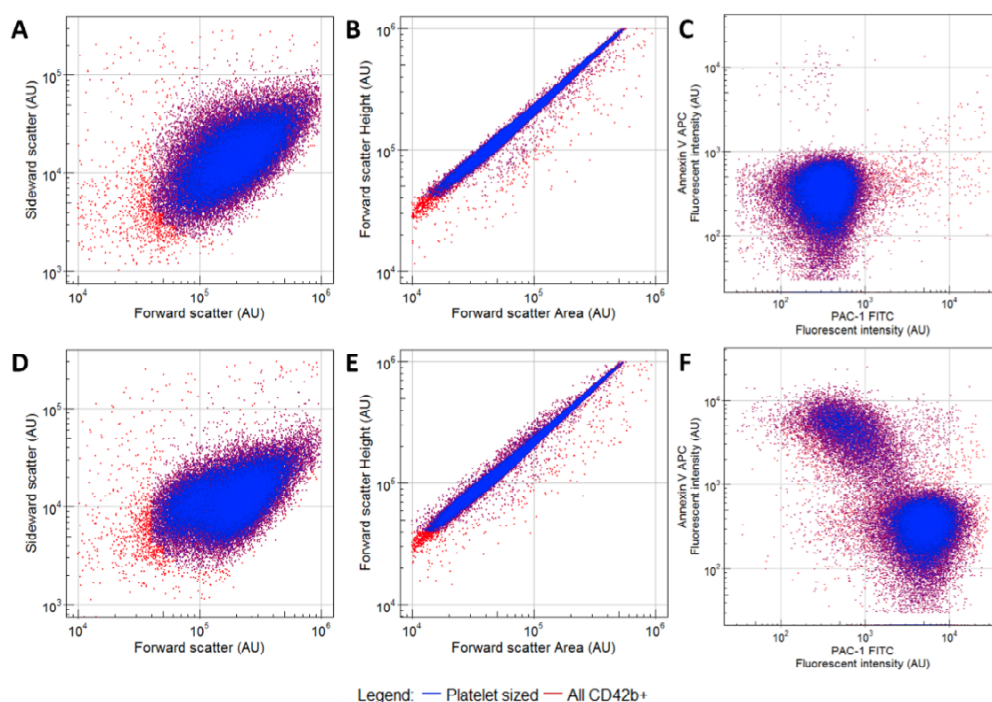 A
Sideward scatter (AU)
10^5
10^4
10^3
10^4
10^5
10^6
Forward scatter (AU)
B
Forward scatter Height (AU)
10^6
10^5
10^4
10^4
10^5
10^6
Forward scatter Area (AU)
C
Annexin V APC
Fluorescent intensity (AU)
10^4
10^3
10^2
10^2
10^3
10^4
PAC-1 FITC
Fluorescent intensity (AU)
D
Sideward scatter (AU)
10^5
10^4
10^3
10^4
10^5
10^6
Forward scatter (AU)
E
Forward scatter Height (AU)
10^6
10^5
10^4
10^4
10^5
10^6
Forward scatter Area (AU)
F
Annexin V APC
Fluorescent intensity (AU)
10^4
10^3
10^2
10^2
10^3
10^4
PAC-1 FITC
Fluorescent intensity (AU)
Legend: Platelet sized All CD42b+